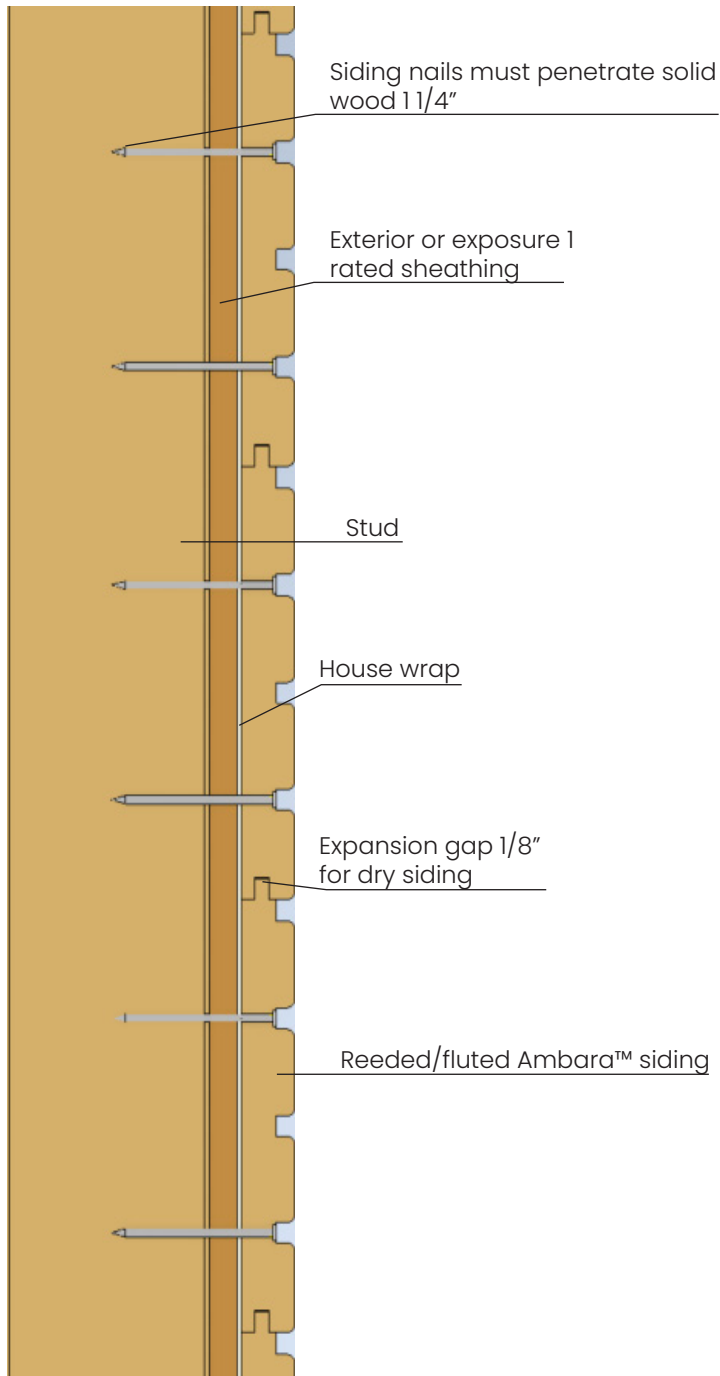 Siding nails must penetrate solid
wood 1 1/4”
Exterior or exposure 1
rated sheathing
Stud
House wrap
Expansion gap 1/8”
for dry siding
Reeded/fluted Ambara™ siding